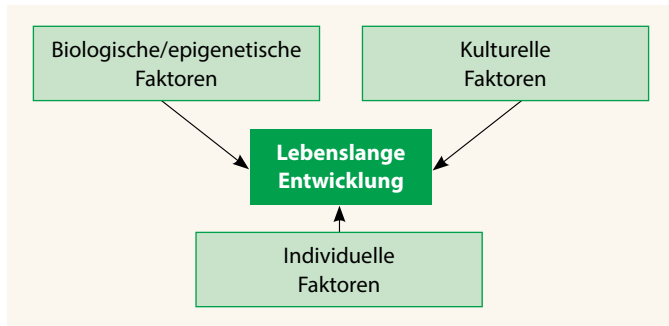 Biologische/epigenetische
Faktoren
Kulturelle
Faktoren
Lebenslange
Entwicklung
Individuelle
Faktoren